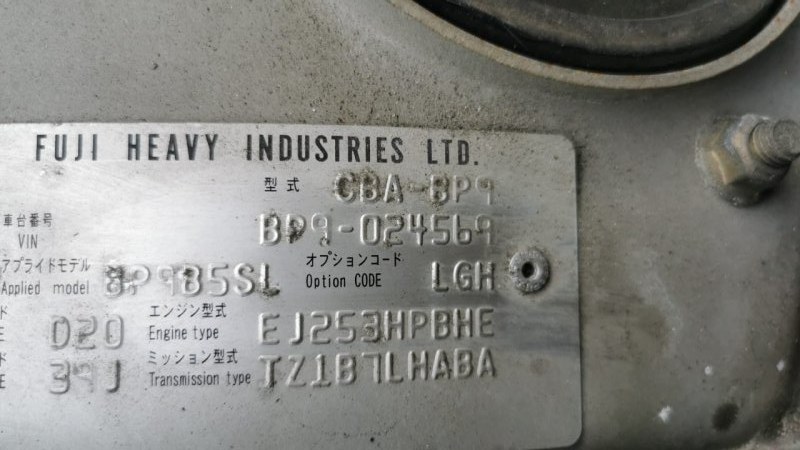 FUJI HEAVY INDUSTRIES LTD.
型式 CBA-BP9
車台番号 VIN BP9-024569
アプライドモデル Applied model BP9B5SL オプションコード Option CODE LGH
ド E D20 エンジン型式 Engine type EJ253HPBHE
ド E 39J ミッション型式 Transmission type TZ1B7LHABA